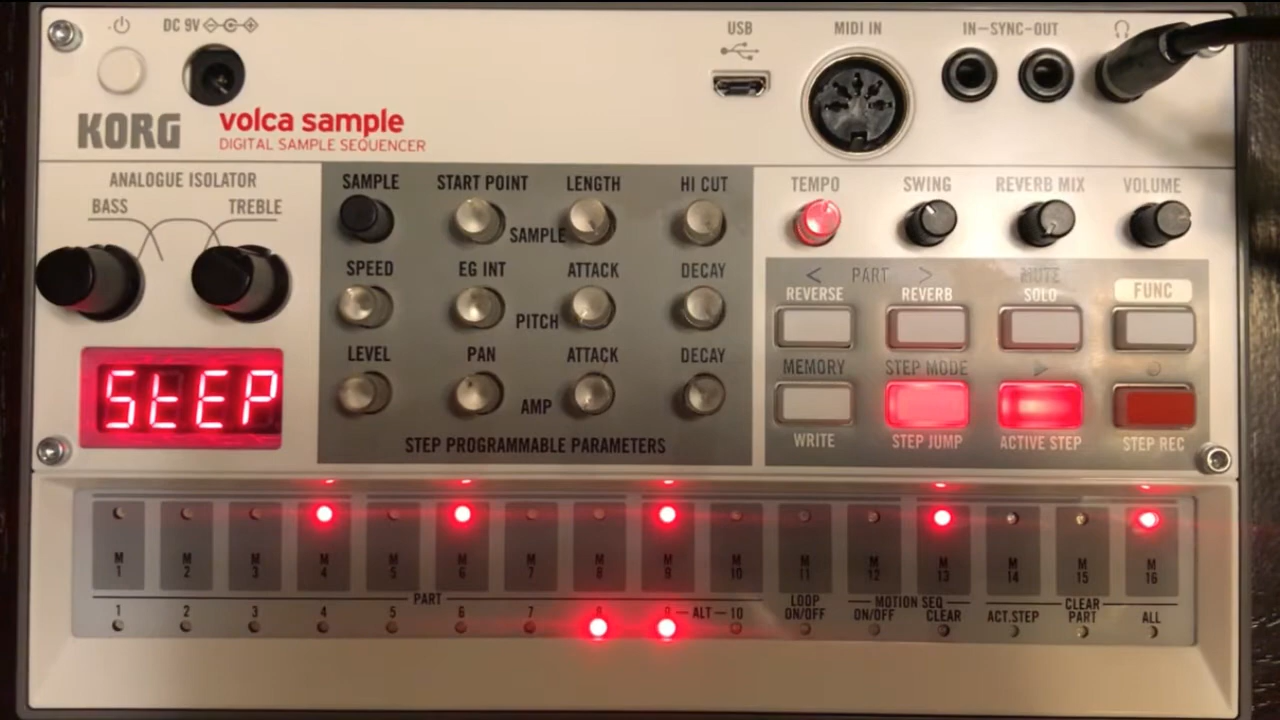 DC 9V
USB
MIDI IN
IN-SYNC-OUT
KORG
volca sample
DIGITAL SAMPLE SEQUENCER
ANALOGUE ISOLATOR
BASS TREBLE
SAMPLE START POINT LENGTH HI CUT
SAMPLE
TEMPO SWING REVERB MIX VOLUME
SPEED EG INT ATTACK DECAY
PITCH
< PART > MUTE
REVERSE REVERB SOLO FUNC
LEVEL PAN ATTACK DECAY
AMP
STEP PROGRAMMABLE PARAMETERS
StEP
MEMORY STEP MODE
WRITE STEP JUMP ACTIVE STEP STEP REC
M M M M M M M M M M M M M M M M
1 2 3 4 5 6 7 8 9 10 11 12 13 14 15 16
PART
LOOP MOTION SEQ CLEAR
1 2 3 4 5 6 7 8 9 ALT 10 ON/OFF ON/OFF CLEAR ACT.STEP PART ALL